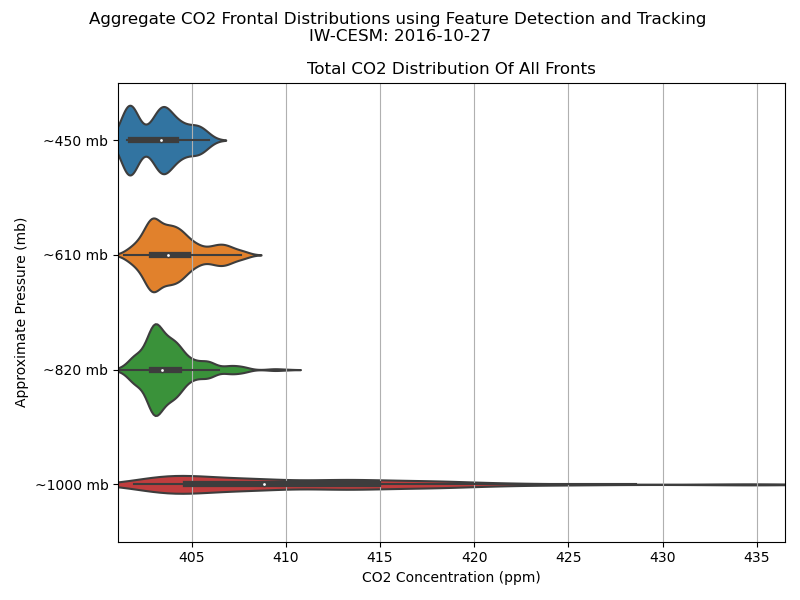 Aggregate CO2 Frontal Distributions using Feature Detection and Tracking
IW-CESM: 2016-10-27
Total CO2 Distribution Of All Fronts
Approximate Pressure (mb)
~450 mb
~610 mb
~820 mb
~1000 mb
405 410 415 420 425 430 435
CO2 Concentration (ppm)